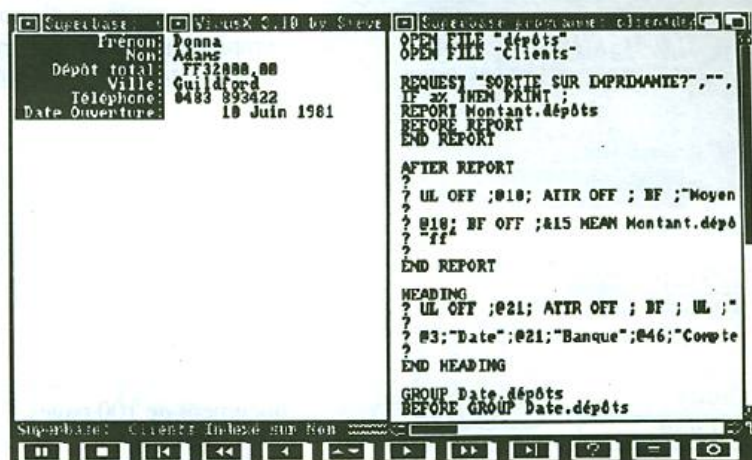 Superbase:
VirusX 3.10 by Steve
Superbase programme: clients
Prénom: Donna
Nom: Adams
Dépôt total: FF32000,00
Ville: Guildford
Téléphone: 0483 893422
Date Ouverture: 10 Juin 1981
Superbase: Clients Indexé sur Nom
OPEN FILE "dépôts"
OPEN FILE "Clients"
REQUEST "SORTIE SUR IMPRIMANTE?","",
IF a% THEN PRINT ;
REPORT Montant.dépôts
BEFORE REPORT
END REPORT
AFTER REPORT
?
? UL OFF ;@10; ATTR OFF ; BF ;"Moyen
?
? @10; BF OFF ;&15 MEAN Montant.dépô
? "ff"
?
END REPORT
HEADING
? UL OFF ;@21; ATTR OFF ; BF ; UL ;"
?
? @3;"Date";@21;"Banque";@46;"Compte
?
END HEADING
GROUP Date.dépôts
BEFORE GROUP Date.dépôts